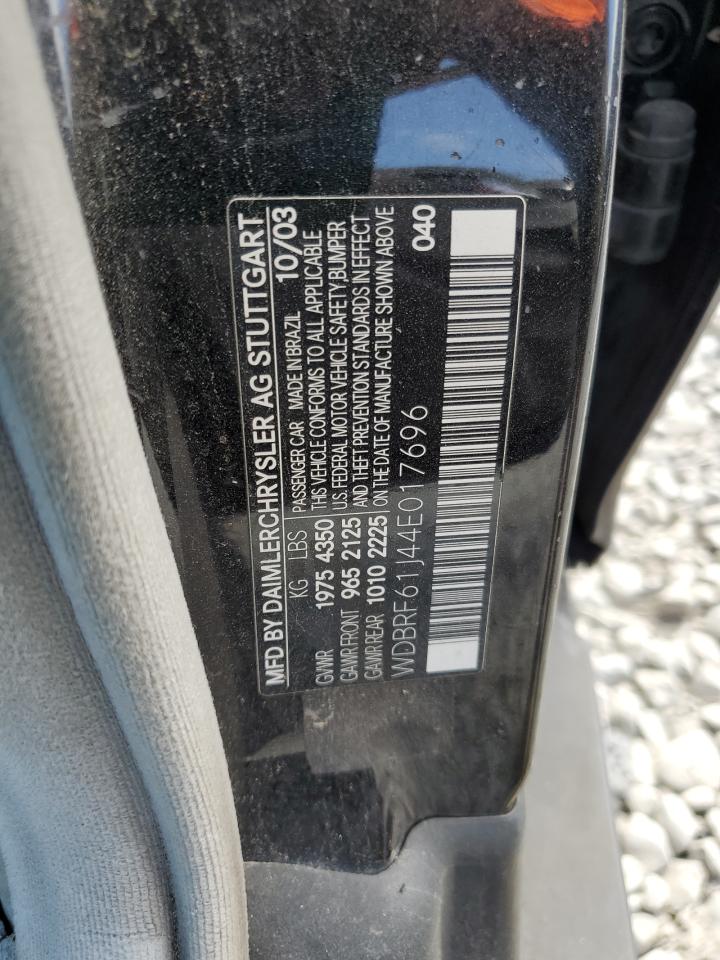 MFD BY DAIMLERCHRYSLER AG STUTTGART
KG LBS PASSENGER CAR MADE IN BRAZIL 10/03
GVWR 1975 4350 THIS VEHICLE CONFORMS TO ALL APPLICABLE
U.S. FEDERAL MOTOR VEHICLE SAFETY BUMPER
GAWR FRONT 965 2125 AND THEFT PREVENTION STANDARDS IN EFFECT
GAWR REAR 1010 2225 ON THE DATE OF MANUFACTURE SHOWN ABOVE
WDBRF61J44E017696 040